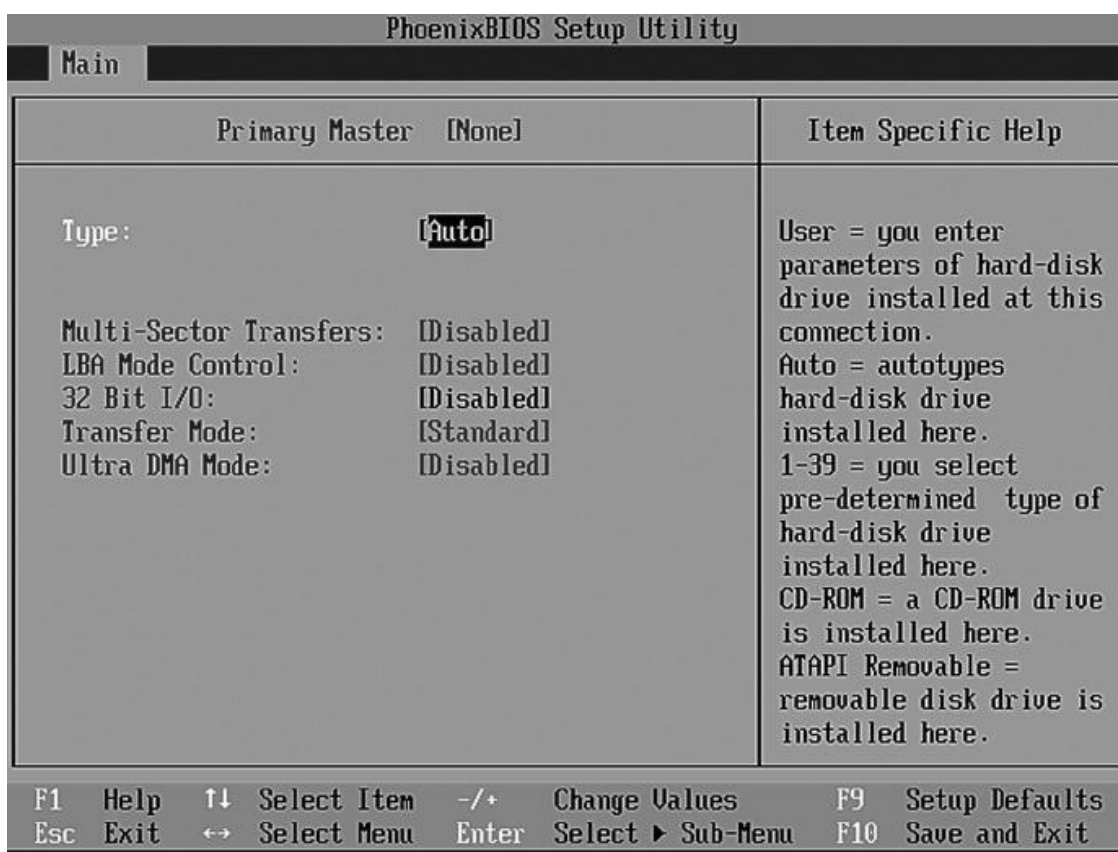 PhoenixBIOS Setup Utility
Main
Primary Master [None]
Type: [Auto]
Multi-Sector Transfers: [Disabled]
LBA Mode Control: [Disabled]
32 Bit I/O: [Disabled]
Transfer Mode: [Standard]
Ultra DMA Mode: [Disabled]
Item Specific Help
User = you enter
parameters of hard-disk
drive installed at this
connection.
Auto = autotypes
hard-disk drive
installed here.
1-39 = you select
pre-determined type of
hard-disk drive
installed here.
CD-ROM = a CD-ROM drive
is installed here.
ATAPI Removable =
removable disk drive is
installed here.
F1 Help ↑↓ Select Item -/+ Change Values F9 Setup Defaults
Esc Exit ↔ Select Menu Enter Select ▶ Sub-Menu F10 Save and Exit